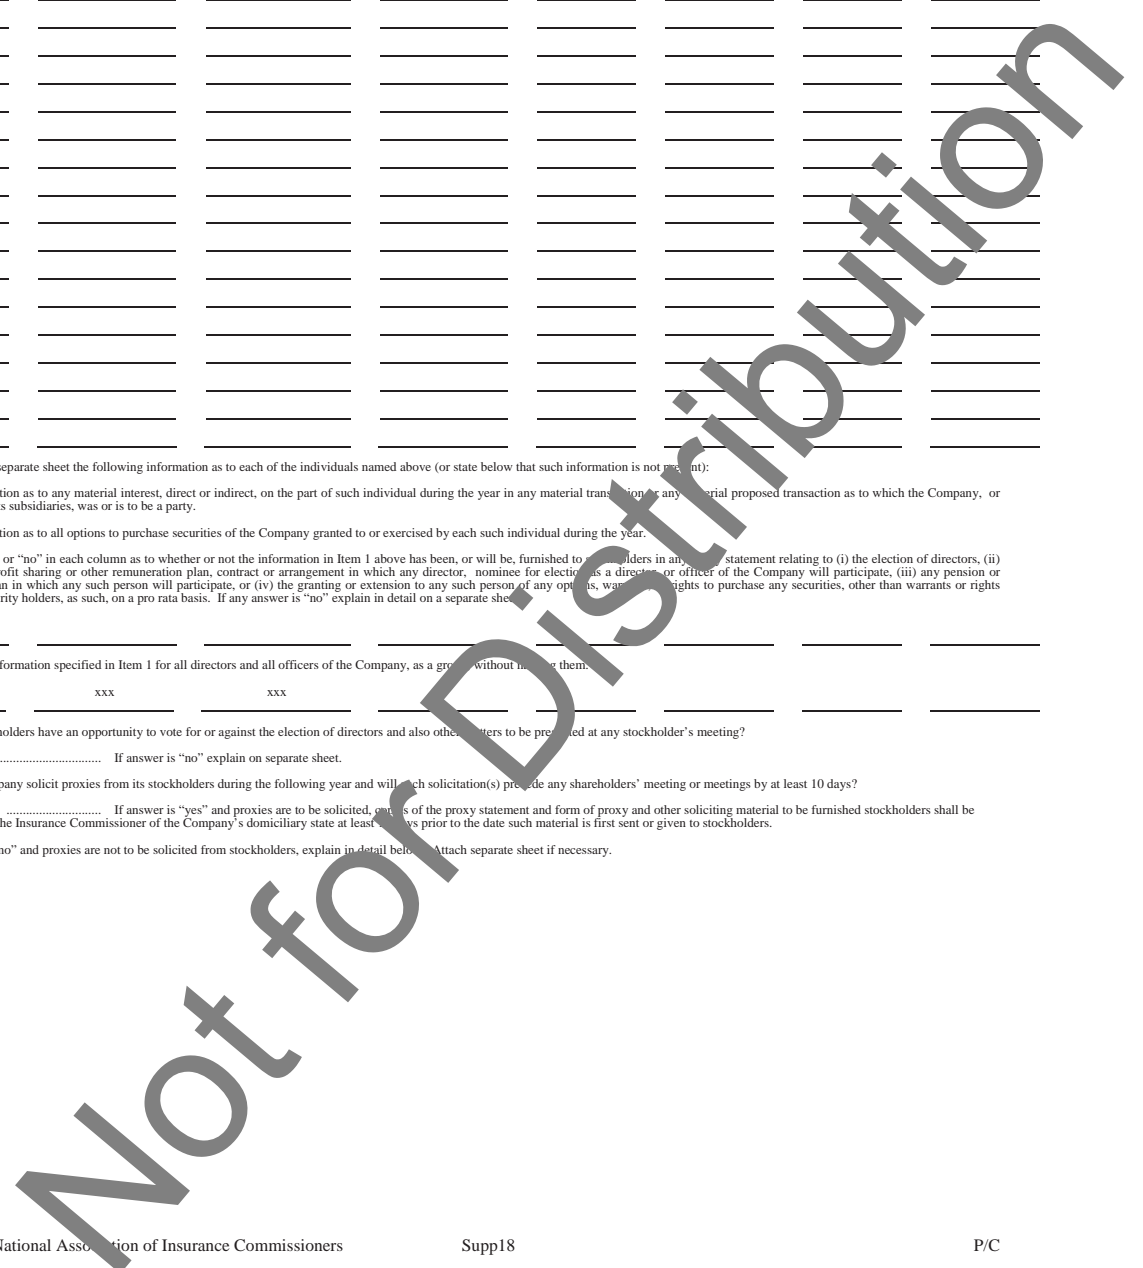 separate sheet the following information as to each of the individuals named above (or state below that such information is not
tion as to any material interest, direct or indirect, on the part of such individual during the year in any material any proposed transaction as to which the Company, or
s subsidiaries, was or is to be a party.
tion as to all options to purchase securities of the Company granted to or exercised by each such individual during the year.
or “no” in each column as to whether or not the information in Item 1 above has been, or will be, furnished to in any statement relating to (i) the election of directors, (ii)
ofit sharing or other remuneration plan, contract or arrangement in which any director, nominee for election as a director, or officer of the Company will participate, (iii) any pension or
an in which any such person will participate, or (iv) the granting or extension to any such person of any options, rights to purchase any securities, other than warrants or rights
rity holders, as such, on a pro rata basis. If any answer is “no” explain in detail on a separate
formation specified in Item 1 for all directors and all officers of the Company, as a without them.
xxx xxx
holders have an opportunity to vote for or against the election of directors and also other to be at any stockholder’s meeting?
............................... If answer is “no” explain on separate sheet.
pany solicit proxies from its stockholders during the following year and will such solicitation(s) precede any shareholders’ meeting or meetings by at least 10 days?
............................. If answer is “yes” and proxies are to be solicited, copies of the proxy statement and form of proxy and other soliciting material to be furnished stockholders shall be
he Insurance Commissioner of the Company’s domiciliary state at least prior to the date such material is first sent or given to stockholders.
no” and proxies are not to be solicited from stockholders, explain in detail Attach separate sheet if necessary.
Not for Distribution
National Association of Insurance Commissioners Supp18 P/C